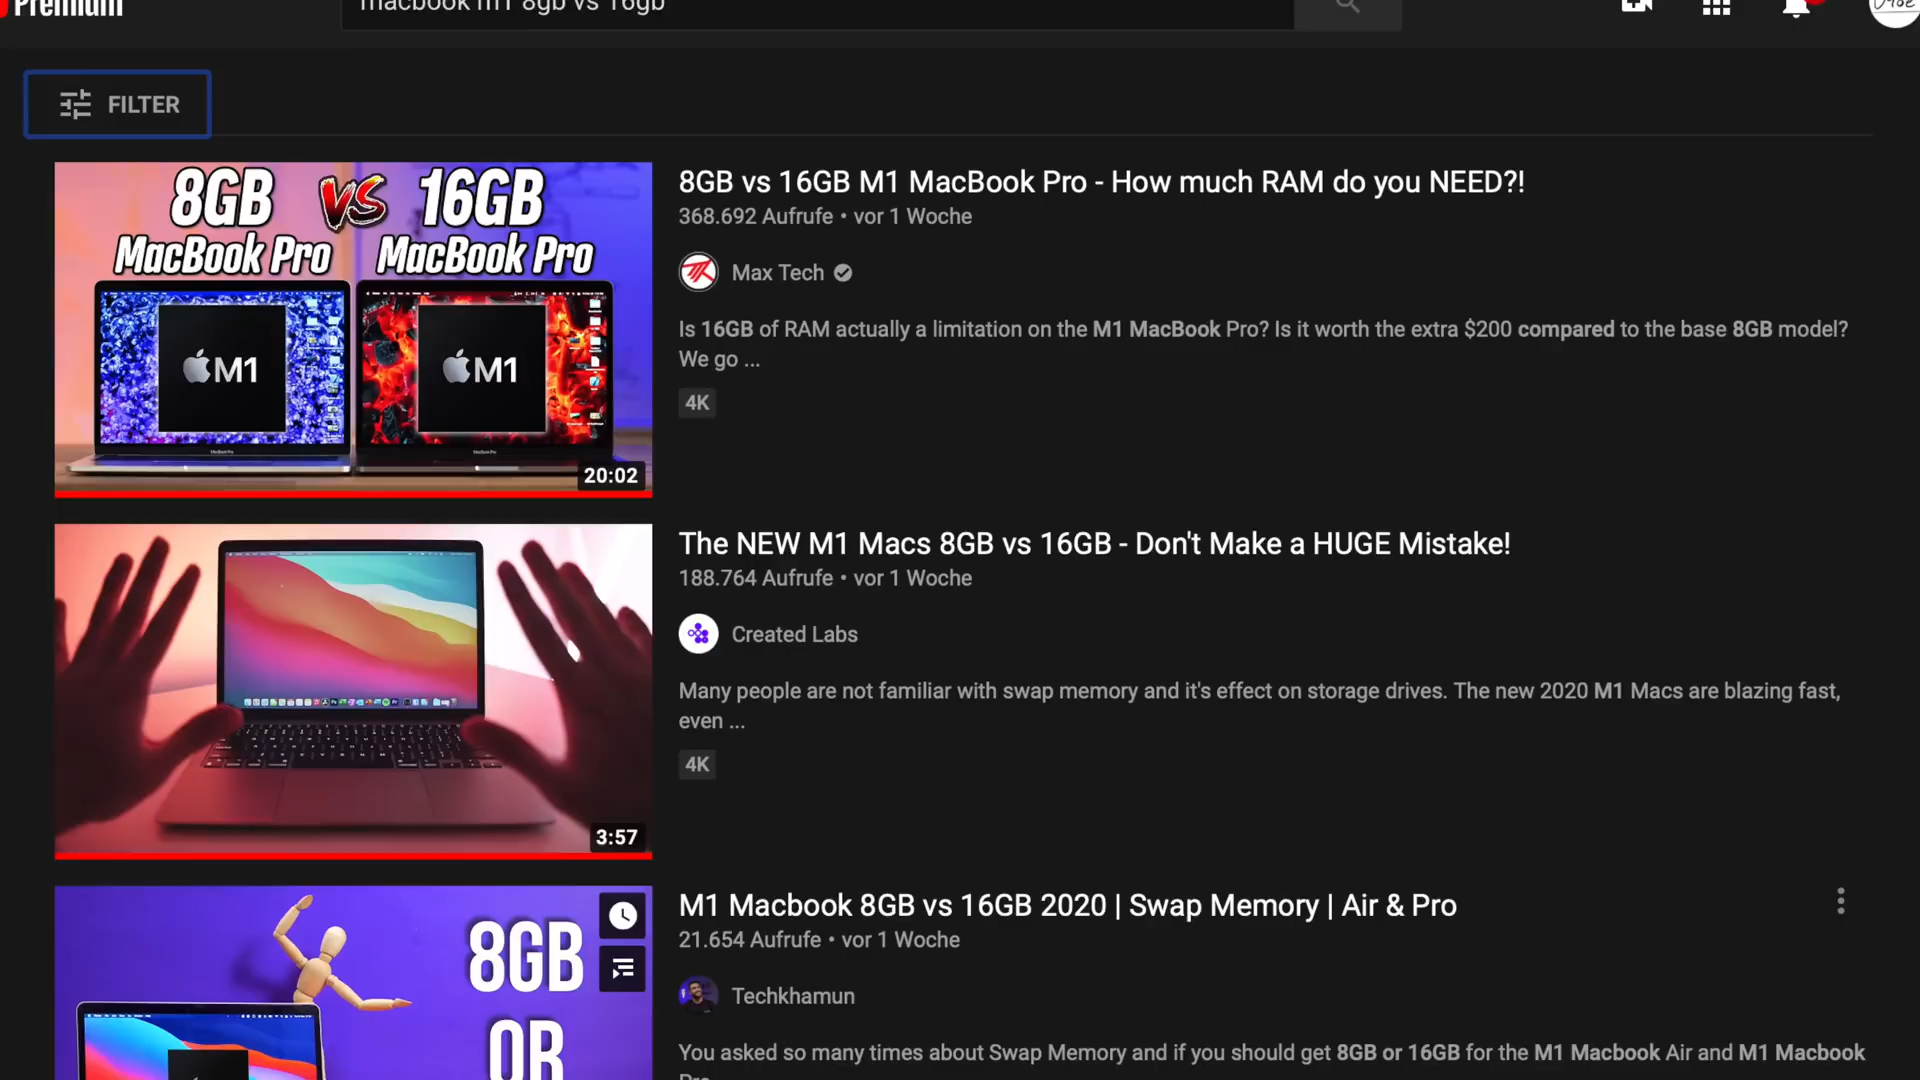 Premium
macbook m1 8gb vs 16gb
FILTER
8GB VS 16GB
MacBook Pro MacBook Pro
M1
M1
20:02
8GB vs 16GB M1 MacBook Pro - How much RAM do you NEED?!
368.692 Aufrufe • vor 1 Woche
Max Tech
Is 16GB of RAM actually a limitation on the M1 MacBook Pro? Is it worth the extra $200 compared to the base 8GB model?
We go ...
4K
3:57
The NEW M1 Macs 8GB vs 16GB - Don't Make a HUGE Mistake!
188.764 Aufrufe • vor 1 Woche
Created Labs
Many people are not familiar with swap memory and it's effect on storage drives. The new 2020 M1 Macs are blazing fast,
even ...
4K
8GB
OR
M1 Macbook 8GB vs 16GB 2020 | Swap Memory | Air & Pro
21.654 Aufrufe • vor 1 Woche
Techkhamun
You asked so many times about Swap Memory and if you should get 8GB or 16GB for the M1 Macbook Air and M1 Macbook
Pro